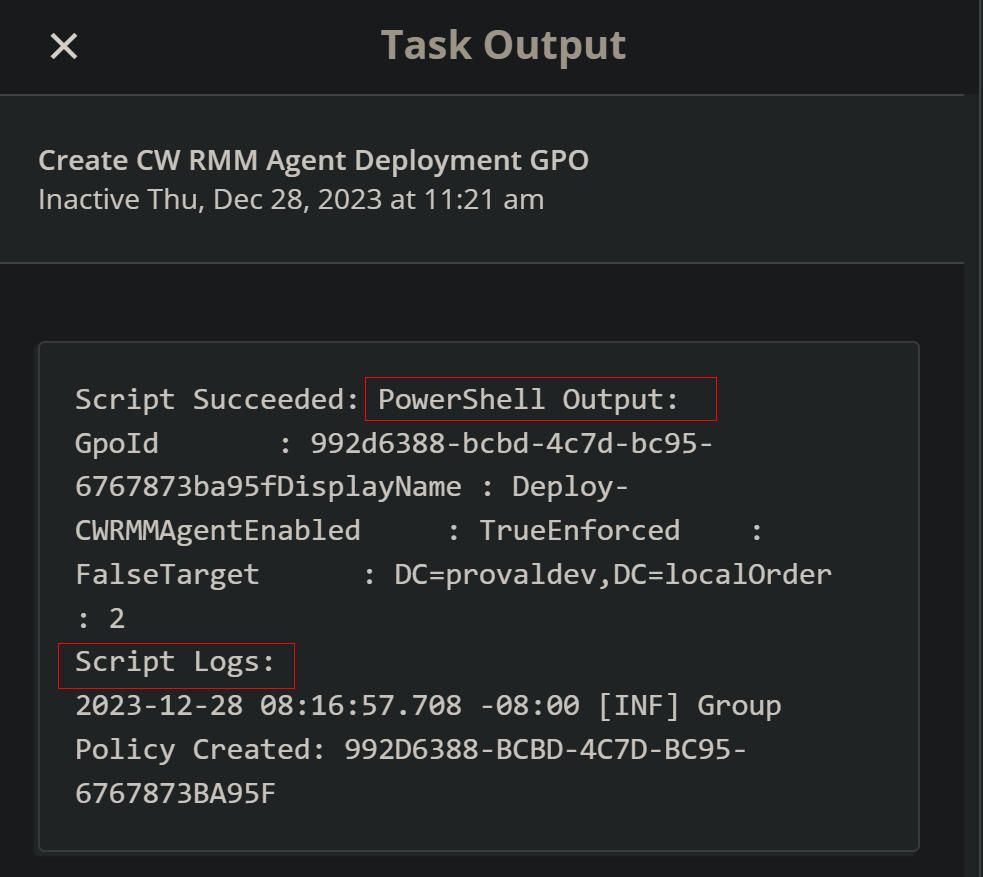 Task Output
Create CW RMM Agent Deployment GPO
Inactive Thu, Dec 28, 2023 at 11:21 am
Script Succeeded: PowerShell Output:
GpoId       : 992d6388-bcbd-4c7d-bc95-
6767873ba95fDisplayName : Deploy-
CWRMMAgentEnabled     : TrueEnforced    :
FalseTarget      : DC=provaldev,DC=localOrder
: 2
Script Logs:
2023-12-28 08:16:57.708 -08:00 [INF] Group
Policy Created: 992D6388-BCBD-4C7D-BC95-
6767873BA95F